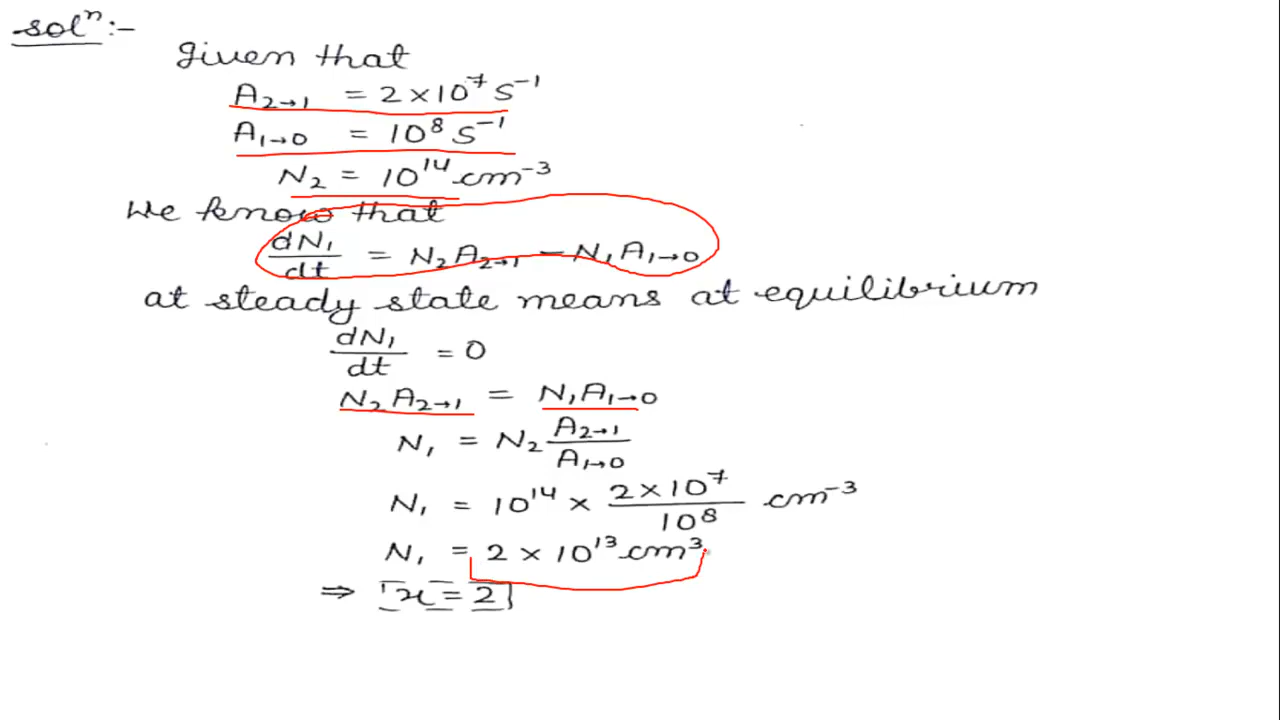 solⁿ:-
given that
A₂→₁ = 2×10⁷ S⁻¹
A₁→₀ = 10⁸ S⁻¹
N₂ = 10¹⁴ cm⁻³
We know that
dN₁/dt = N₂A₂→₁ − N₁A₁→₀
at steady state means at equilibrium
dN₁/dt = 0
N₂A₂→₁ = N₁A₁→₀
N₁ = N₂ A₂→₁/A₁→₀
N₁ = 10¹⁴ × 2×10⁷/10⁸ cm⁻³
N₁ = 2 × 10¹³ cm³
⇒ x = 2